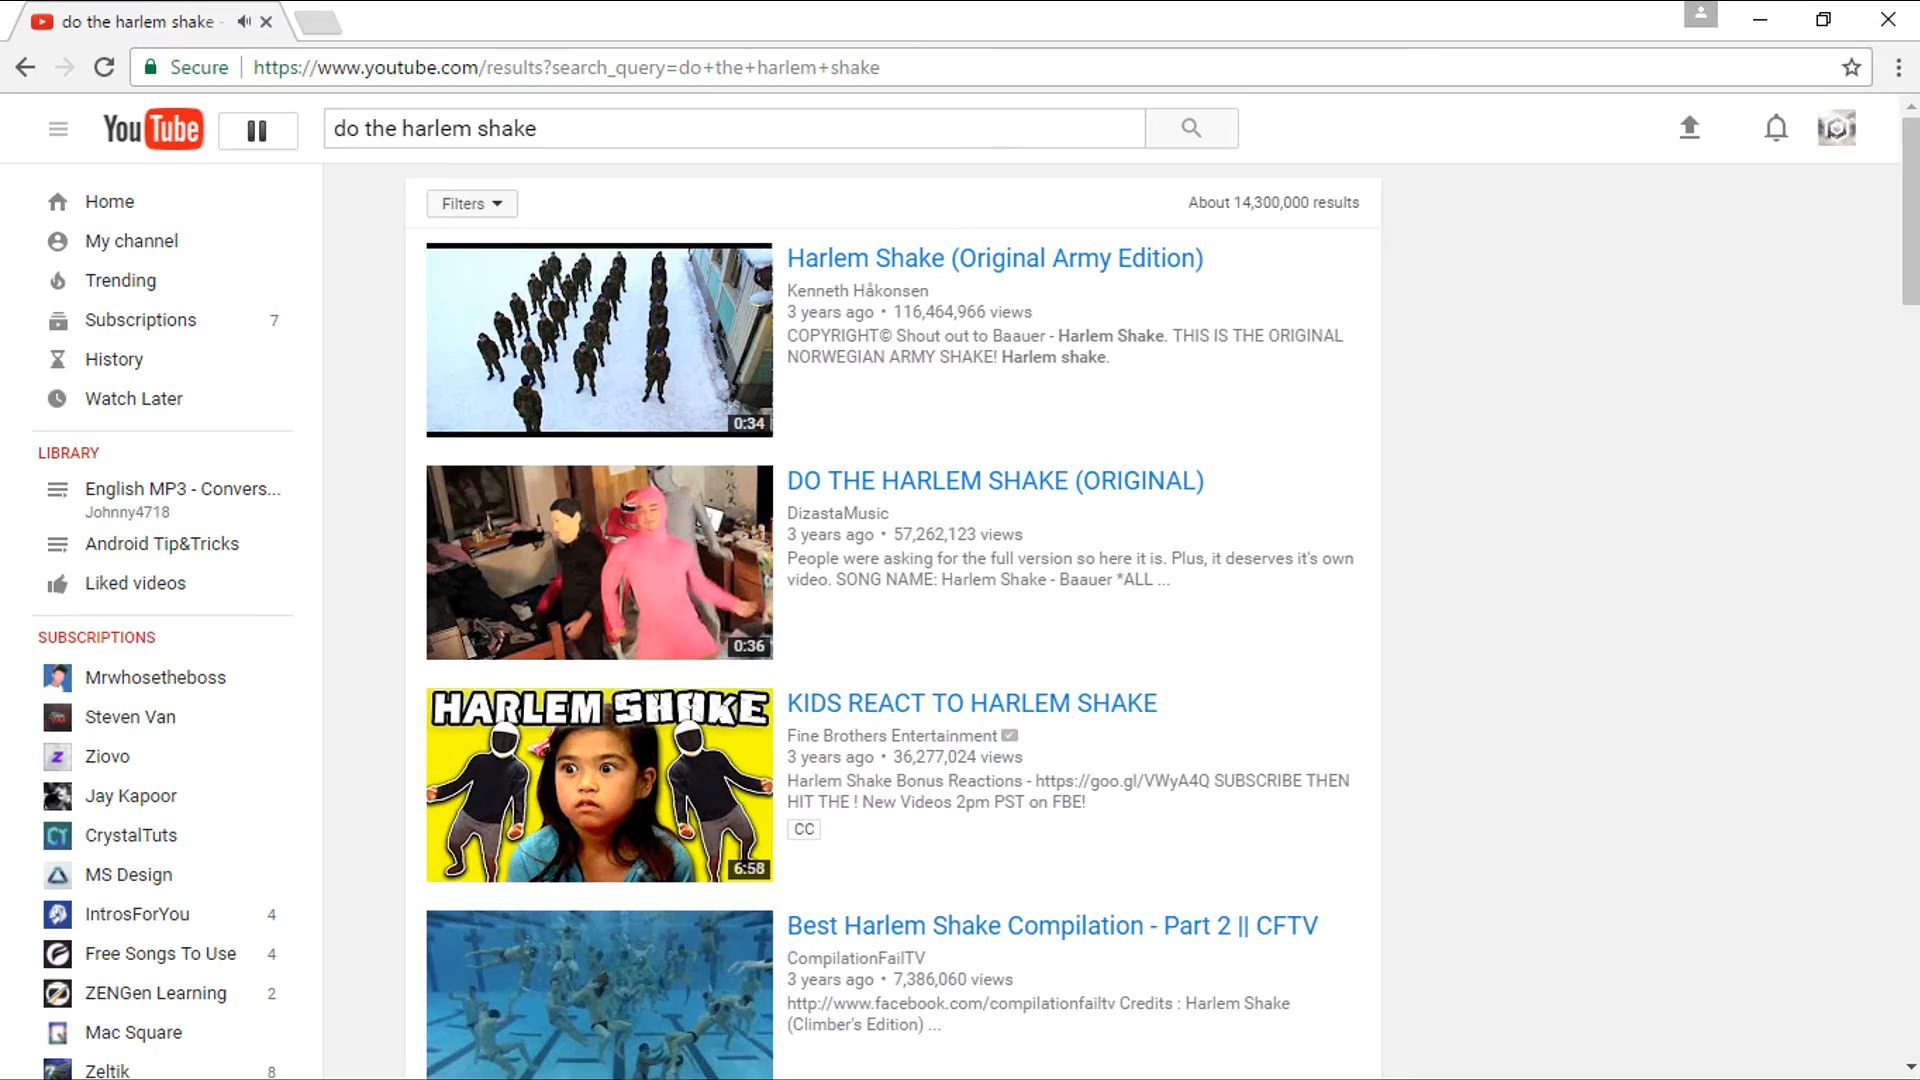 do the harlem shake -
Secure
https://www.youtube.com/results?search_query=do+the+harlem+shake
YouTube
do the harlem shake
Home
My channel
Trending
Subscriptions 7
History
Watch Later
LIBRARY
English MP3 - Convers...
Johnny4718
Android Tip&Tricks
Liked videos
SUBSCRIPTIONS
Mrwhosetheboss
Steven Van
Ziovo
Jay Kapoor
CrystalTuts
MS Design
IntrosForYou 4
Free Songs To Use 4
ZENGen Learning 2
Mac Square
Zeltik 8
Filters
About 14,300,000 results
0:34
Harlem Shake (Original Army Edition)
Kenneth Håkonsen
3 years ago • 116,464,966 views
COPYRIGHT© Shout out to Baauer - Harlem Shake. THIS IS THE ORIGINAL
NORWEGIAN ARMY SHAKE! Harlem shake.
0:36
DO THE HARLEM SHAKE (ORIGINAL)
DizastaMusic
3 years ago • 57,262,123 views
People were asking for the full version so here it is. Plus, it deserves it's own
video. SONG NAME: Harlem Shake - Baauer *ALL ...
HARLEM SHAKE
6:58
KIDS REACT TO HARLEM SHAKE
Fine Brothers Entertainment
3 years ago • 36,277,024 views
Harlem Shake Bonus Reactions - https://goo.gl/VWyA4Q SUBSCRIBE THEN
HIT THE ! New Videos 2pm PST on FBE!
CC
Best Harlem Shake Compilation - Part 2 || CFTV
CompilationFailTV
3 years ago • 7,386,060 views
http://www.facebook.com/compilationfailtv Credits : Harlem Shake
(Climber's Edition) ...